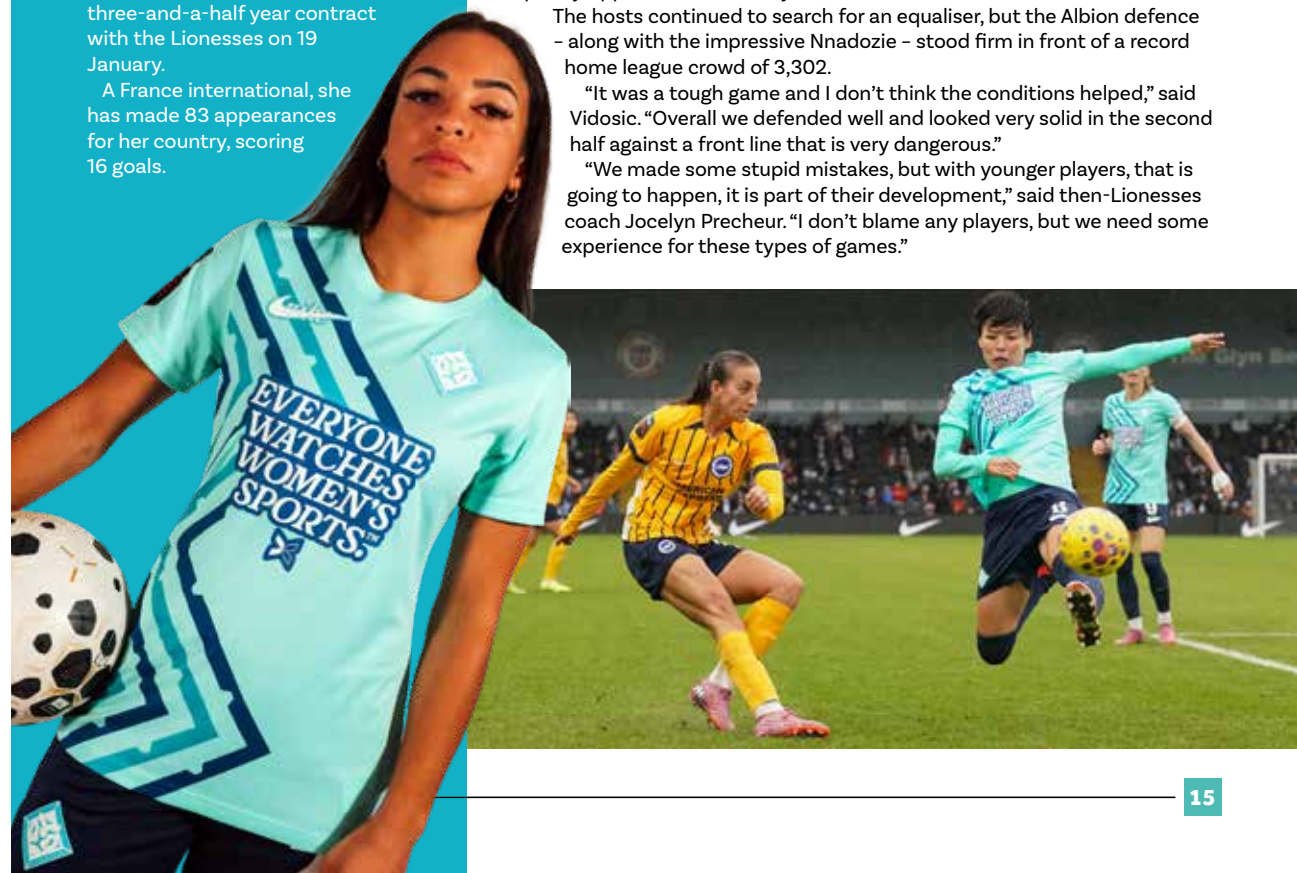 three-and-a-half year contract
with the Lionesses on 19
January.
A France international, she
has made 83 appearances
for her country, scoring
16 goals.
The hosts continued to search for an equaliser, but the Albion defence
– along with the impressive Nnadozie – stood firm in front of a record
home league crowd of 3,302.
“It was a tough game and I don’t think the conditions helped,” said
Vidosic. “Overall we defended well and looked very solid in the second
half against a front line that is very dangerous.”
“We made some stupid mistakes, but with younger players, that is
going to happen, it is part of their development,” said then-Lionesses
coach Jocelyn Precheur. “I don’t blame any players, but we need some
experience for these types of games.”
EVERYONE
WATCHES
WOMEN’S
SPORTS.™
The Glyn
9
15